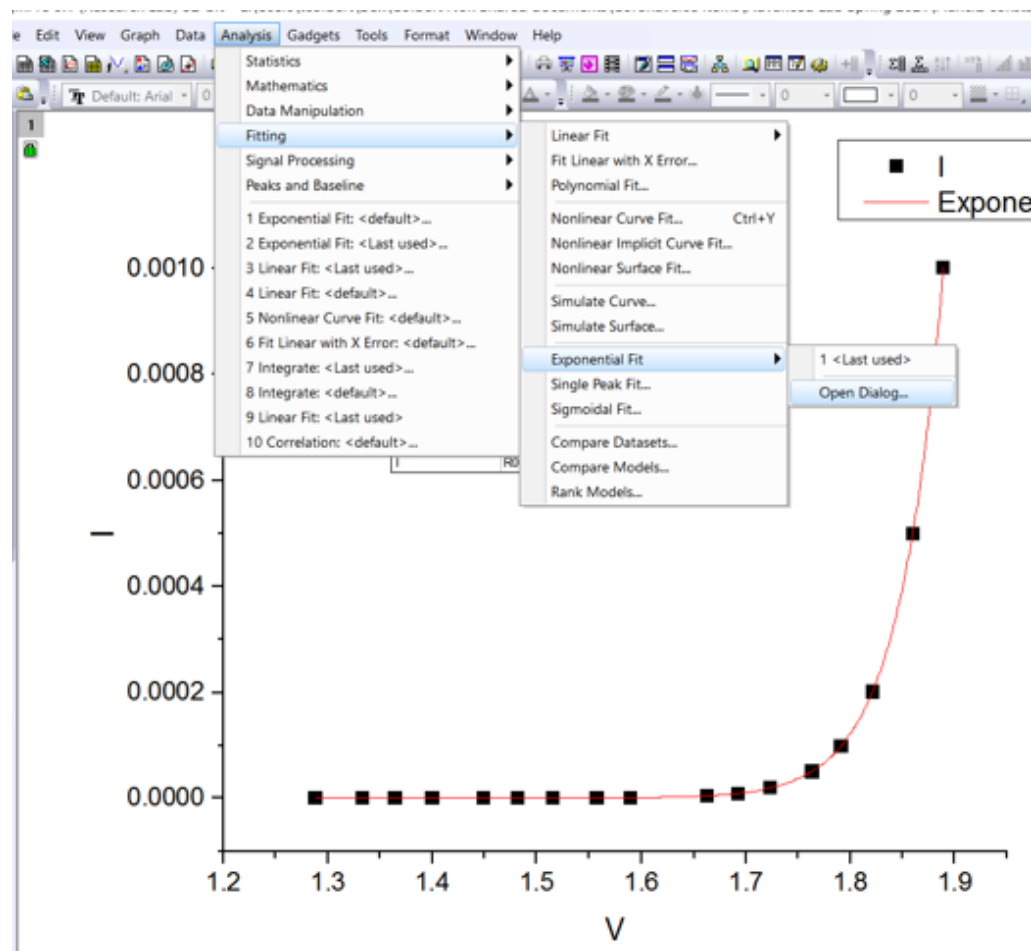 Edit View Graph Data Analysis Gadgets Tools Format Window Help
Default: Arial 0 0 0
1
Statistics
Mathematics
Data Manipulation
Fitting
Signal Processing
Peaks and Baseline
1 Exponential Fit: <default>...
2 Exponential Fit: <Last used>...
3 Linear Fit: <Last used>...
4 Linear Fit: <default>...
5 Nonlinear Curve Fit: <default>...
6 Fit Linear with X Error: <default>...
7 Integrate: <Last used>...
8 Integrate: <default>...
9 Linear Fit: <Last used>
10 Correlation: <default>...
Linear Fit
Fit Linear with X Error...
Polynomial Fit...
Nonlinear Curve Fit... Ctrl+Y
Nonlinear Implicit Curve Fit...
Nonlinear Surface Fit...
Simulate Curve...
Simulate Surface...
Exponential Fit
Single Peak Fit...
Sigmoidal Fit...
Compare Datasets...
Compare Models...
Rank Models...
1 <Last used>
Open Dialog...
I
Expone
I R0
0.0010
0.0008
0.0006
0.0004
0.0002
0.0000
I
1.2 1.3 1.4 1.5 1.6 1.7 1.8 1.9
V